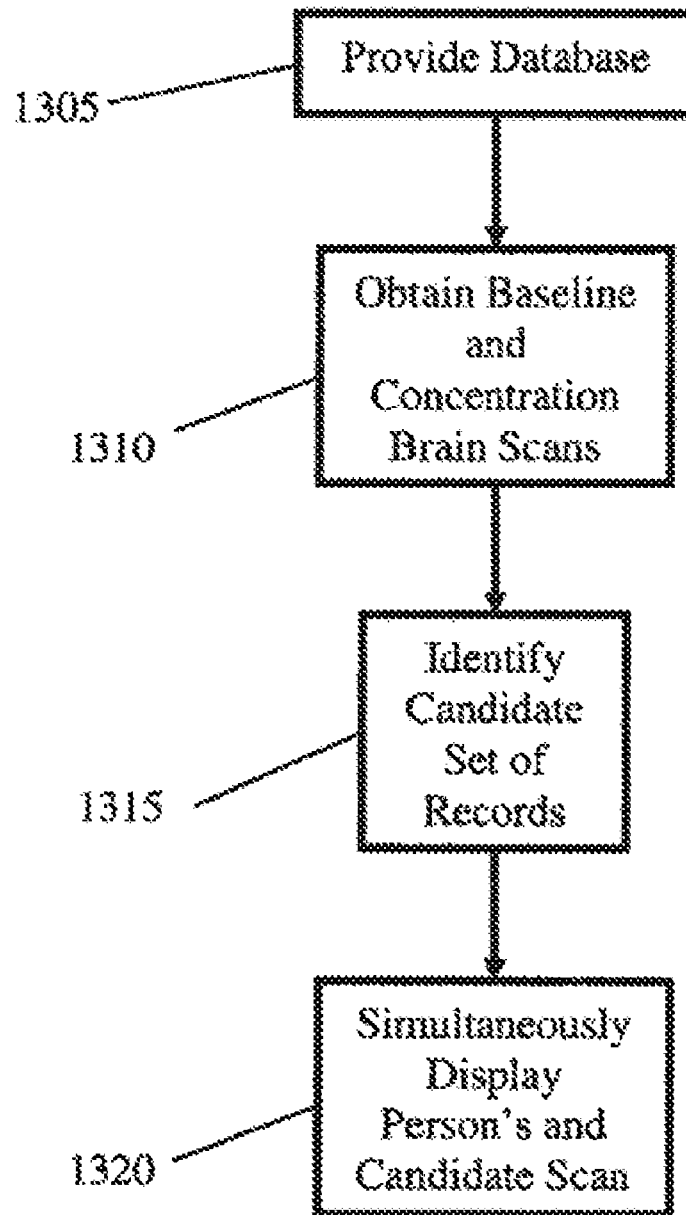 Provide Database
1305
Obtain Baseline
and
Concentration
Brain Scans
1310
Identify
Candidate
Set of
Records
1315
Simultaneously
Display
Person's and
Candidate Scan
1320